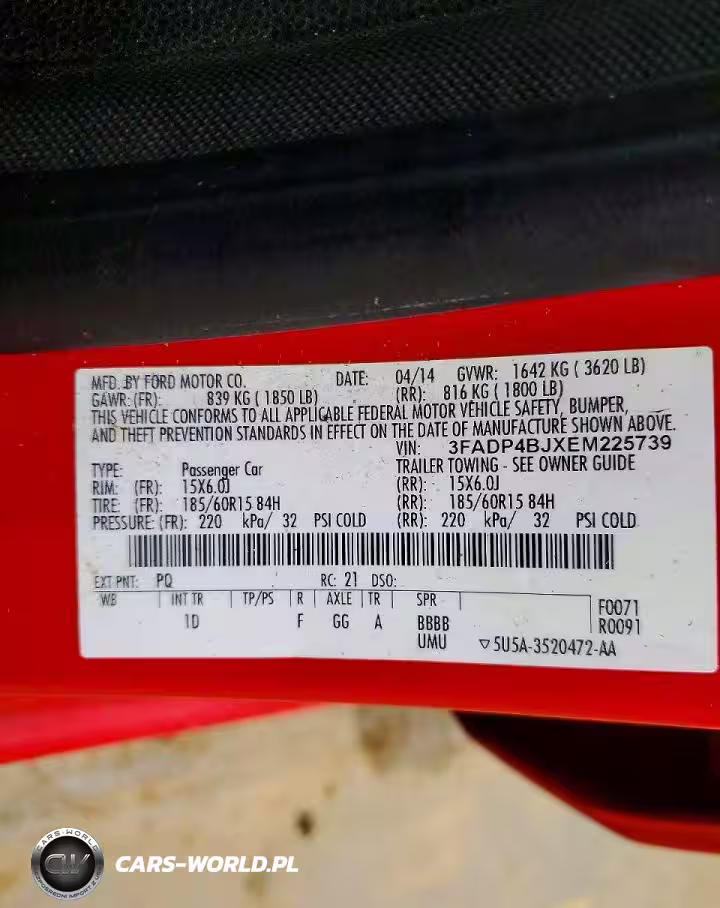 MFD. BY FORD MOTOR CO. DATE: 04/14 GVWR: 1642 KG ( 3620 LB)
GAWR: (FR): 839 KG ( 1850 LB) (RR): 816 KG ( 1800 LB)
THIS VEHICLE CONFORMS TO ALL APPLICABLE FEDERAL MOTOR VEHICLE SAFETY, BUMPER,
AND THEFT PREVENTION STANDARDS IN EFFECT ON THE DATE OF MANUFACTURE SHOWN ABOVE.
VIN: 3FADP4BJXEM225739
TYPE: Passenger Car TRAILER TOWING - SEE OWNER GUIDE
RIM: (FR): 15X6.0J (RR): 15X6.0J
TIRE: (FR): 185/60R15 84H (RR): 185/60R15 84H
PRESSURE: (FR): 220 kPa/ 32 PSI COLD (RR): 220 kPa/ 32 PSI COLD
EXT PNT: PQ RC: 21 DSO:
WB INT TR TP/PS R AXLE TR SPR F0071
1D F GG A BBBB R0091
UMU ▽5U5A-3520472-AA
CARS-WORLD
CW
CARS-WORLD.PL